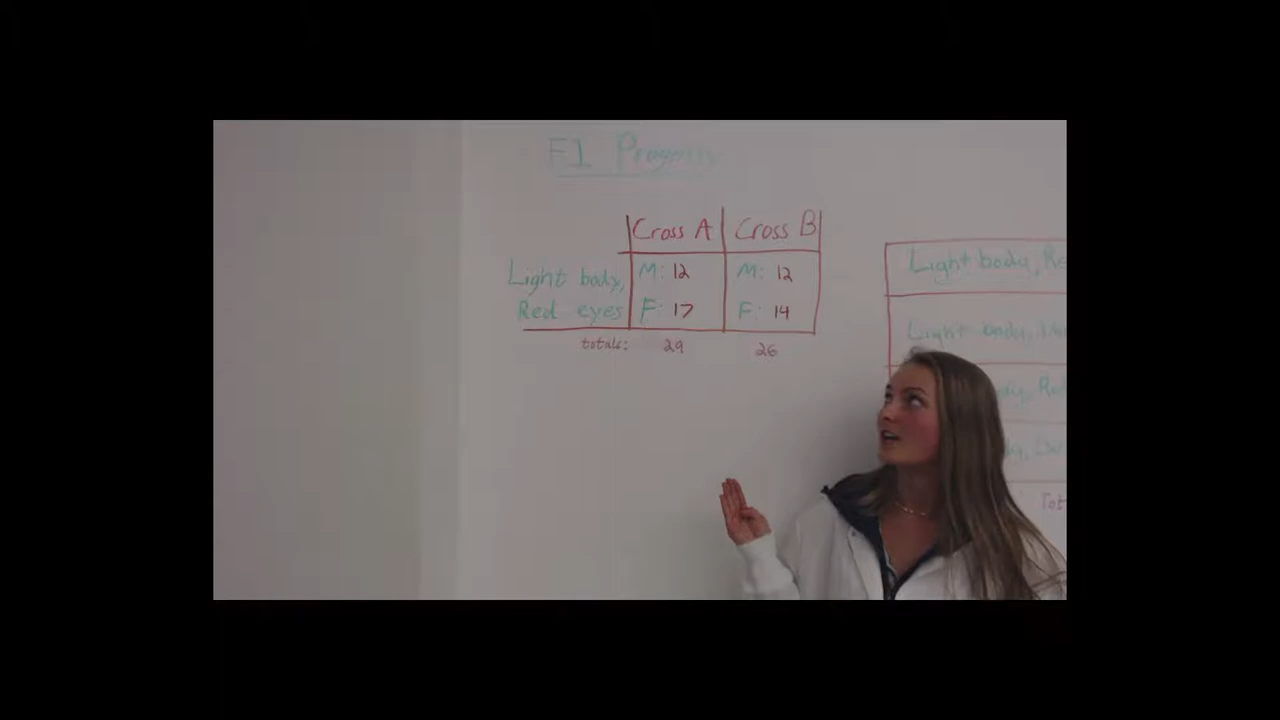 F1 Progeny
Cross A Cross B
Light body, M: 12 M: 12
Red eyes F: 17 F: 14
totals: 29 26
Light body, Re
Light body,